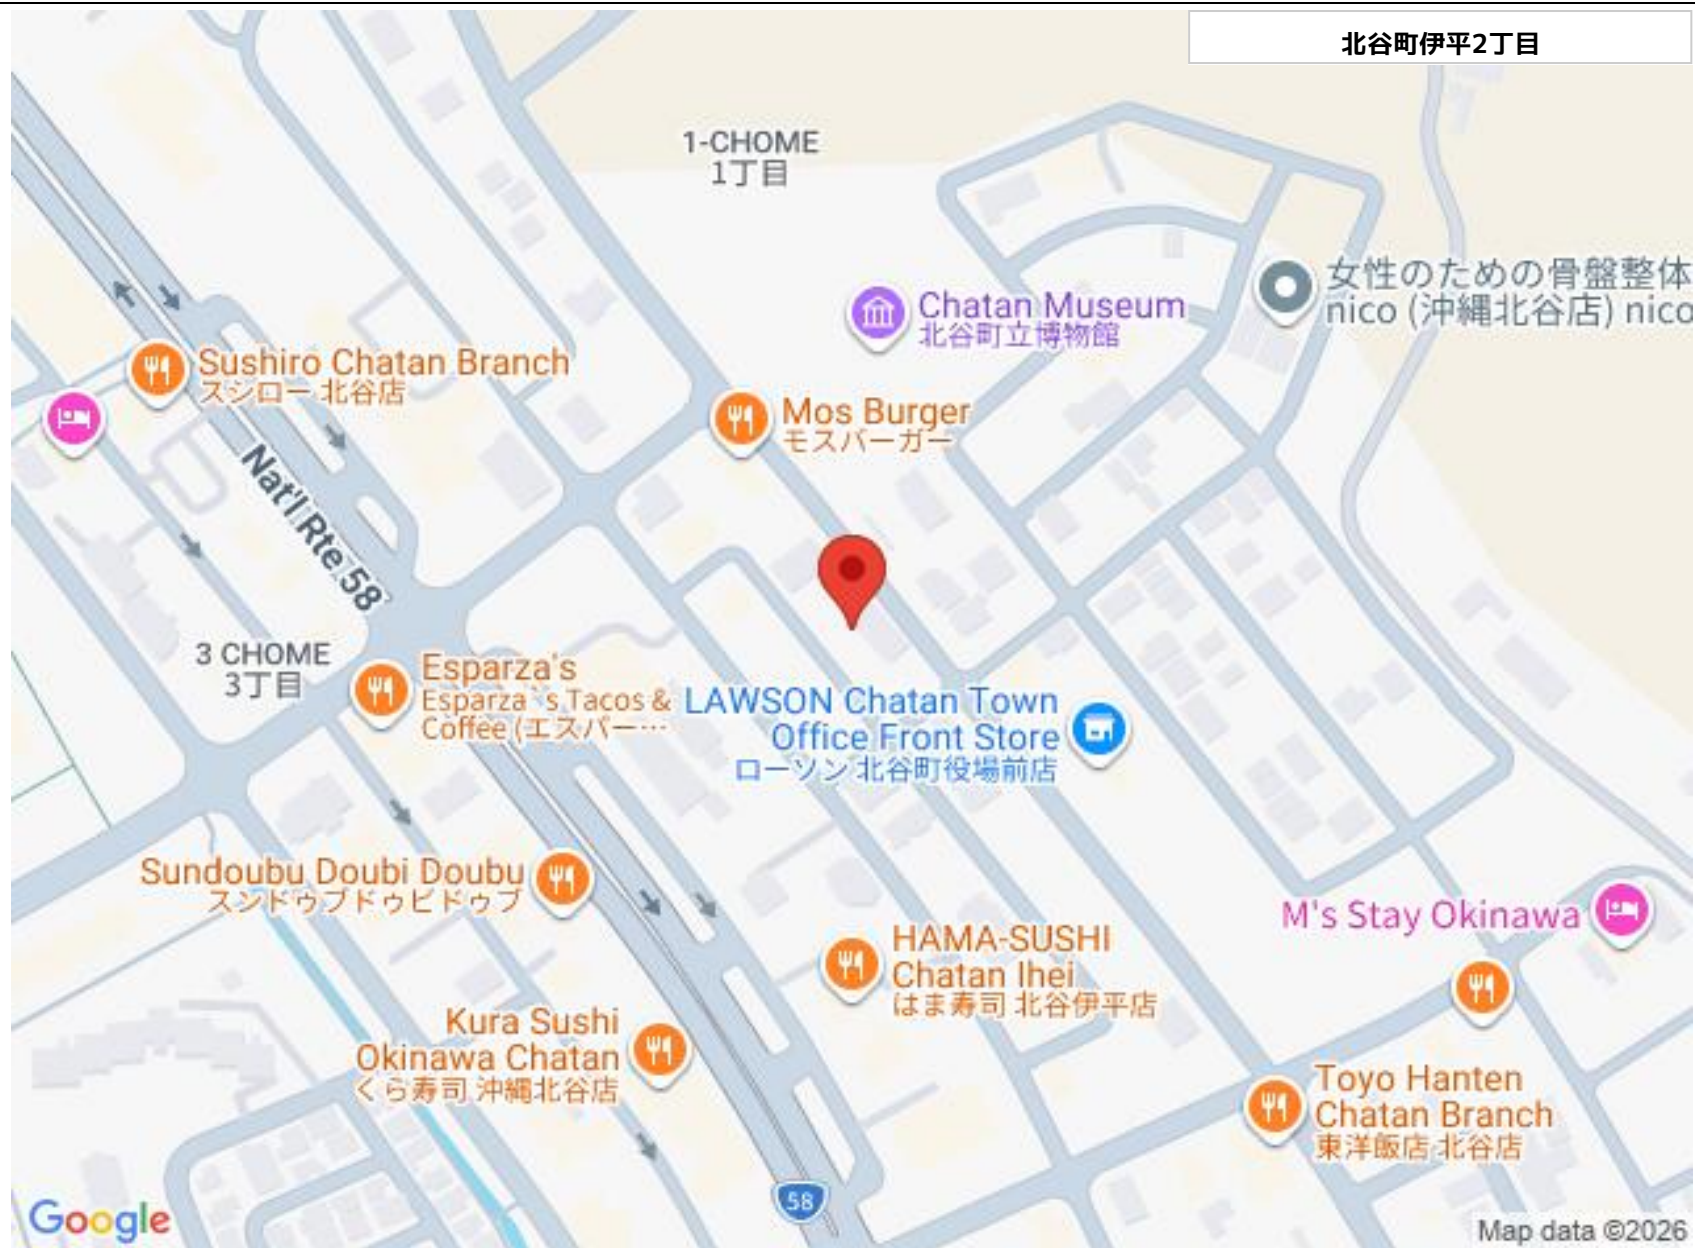 北谷町伊平2丁目
1-CHOME
1丁目
女性のための骨盤整体
nico (沖縄北谷店) nico
Chatan Museum
北谷町立博物館
Sushiro Chatan Branch
スシロー 北谷店
Mos Burger
モスバーガー
Nat'l Rte 58
3 CHOME
3丁目
Esparza's
Esparza`s Tacos &
Coffee (エスパー…
LAWSON Chatan Town
Office Front Store
ローソン 北谷町役場前店
Sundoubu Doubi Doubu
スンドゥブドゥビドゥブ
M's Stay Okinawa
HAMA-SUSHI
Chatan Ihei
はま寿司 北谷伊平店
Kura Sushi
Okinawa Chatan
くら寿司 沖縄北谷店
Toyo Hanten
Chatan Branch
東洋飯店 北谷店
58
Google
Map data ©2026